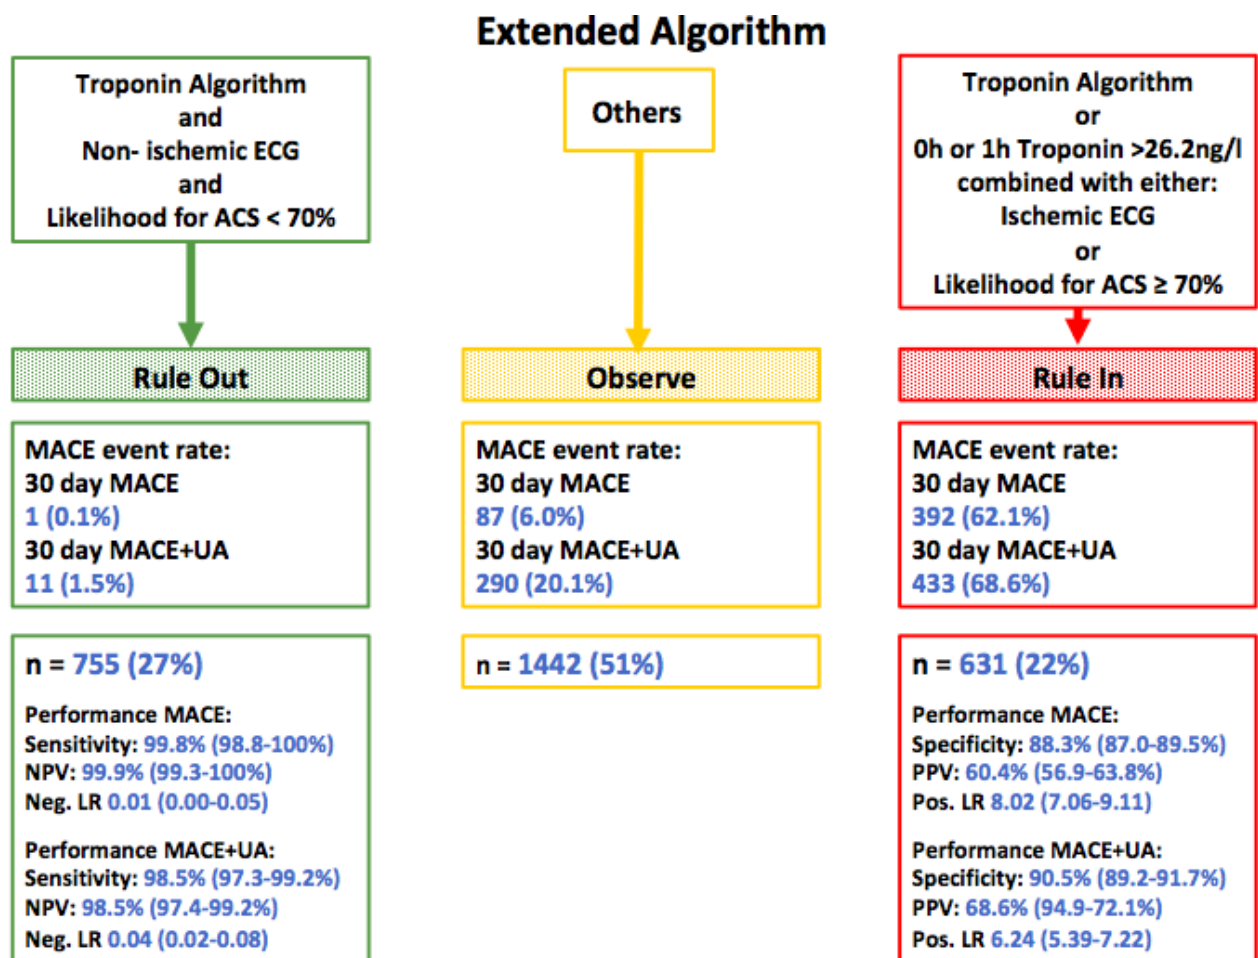 Extended Algorithm
Troponin Algorithm
and
Non- ischemic ECG
and
Likelihood for ACS < 70%
Others
Troponin Algorithm
or
0h or 1h Troponin >26.2ng/l
combined with either:
Ischemic ECG
or
Likelihood for ACS ≥ 70%
Rule Out
Observe
Rule In
MACE event rate:
30 day MACE
1 (0.1%)
30 day MACE+UA
11 (1.5%)
MACE event rate:
30 day MACE
87 (6.0%)
30 day MACE+UA
290 (20.1%)
MACE event rate:
30 day MACE
392 (62.1%)
30 day MACE+UA
433 (68.6%)
n = 755 (27%)
Performance MACE:
Sensitivity: 99.8% (98.8-100%)
NPV: 99.9% (99.3-100%)
Neg. LR 0.01 (0.00-0.05)
Performance MACE+UA:
Sensitivity: 98.5% (97.3-99.2%)
NPV: 98.5% (97.4-99.2%)
Neg. LR 0.04 (0.02-0.08)
n = 1442 (51%)
n = 631 (22%)
Performance MACE:
Specificity: 88.3% (87.0-89.5%)
PPV: 60.4% (56.9-63.8%)
Pos. LR 8.02 (7.06-9.11)
Performance MACE+UA:
Specificity: 90.5% (89.2-91.7%)
PPV: 68.6% (94.9-72.1%)
Pos. LR 6.24 (5.39-7.22)